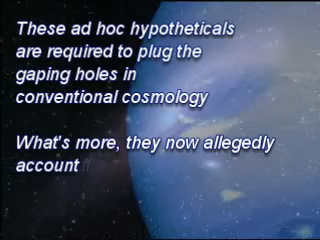 These ad hoc hypotheticals
are required to plug the
gaping holes in
conventional cosmology
What's more, they now allegedly
account